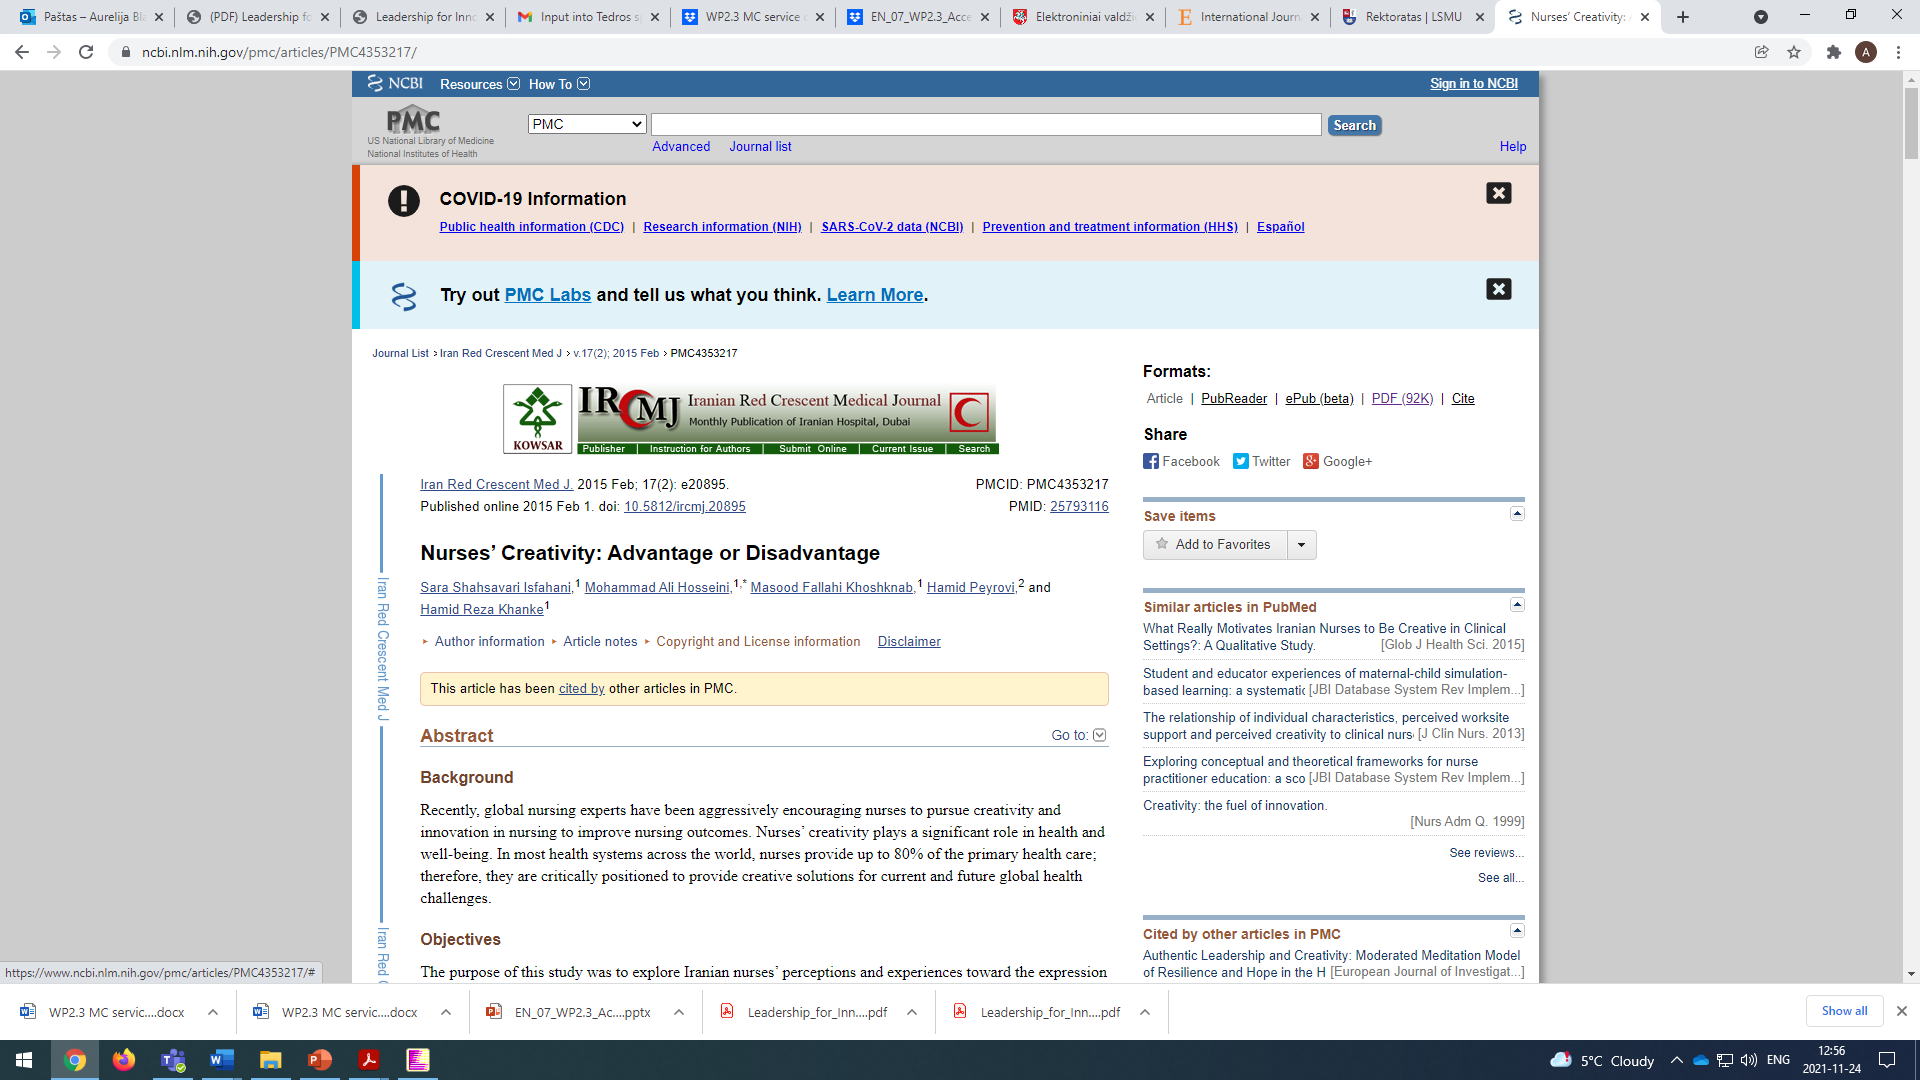 Paštas – Aurelija Bla
(PDF) Leadership fo
Leadership for Inno
Input into Tedros s
WP2.3 MC service c
EN_07_WP2.3_Acce
Elektroniniai valdži
International Journa
Rektoratas | LSMU
Nurses' Creativity: A
ncbi.nlm.nih.gov/pmc/articles/PMC4353217/
A
NCBI Resources How To
Sign in to NCBI
PMC
US National Library of Medicine
National Institutes of Health
PMC
Search
Advanced Journal list
Help
COVID-19 Information
Public health information (CDC) | Research information (NIH) | SARS-CoV-2 data (NCBI) | Prevention and treatment information (HHS) | Español
Try out PMC Labs and tell us what you think. Learn More.
Journal List > Iran Red Crescent Med J > v.17(2); 2015 Feb > PMC4353217
KOWSAR
IRCMJ
Iranian Red Crescent Medical Journal
Monthly Publication of Iranian Hospital, Dubai
Publisher | Instruction for Authors | Submit Online | Current Issue | Search
Iran Red Crescent Med J. 2015 Feb; 17(2): e20895.
PMCID: PMC4353217
Published online 2015 Feb 1. doi: 10.5812/ircmj.20895
PMID: 25793116
Nurses' Creativity: Advantage or Disadvantage
Sara Shahsavari Isfahani,1 Mohammad Ali Hosseini,1,* Masood Fallahi Khoshknab,1 Hamid Peyrovi,2 and
Hamid Reza Khanke1
Author information Article notes Copyright and License information Disclaimer
This article has been cited by other articles in PMC.
Abstract
Go to:
Background
Recently, global nursing experts have been aggressively encouraging nurses to pursue creativity and
innovation in nursing to improve nursing outcomes. Nurses' creativity plays a significant role in health and
well-being. In most health systems across the world, nurses provide up to 80% of the primary health care;
therefore, they are critically positioned to provide creative solutions for current and future global health
challenges.
Objectives
The purpose of this study was to explore Iranian nurses' perceptions and experiences toward the expression
Iran Red Crescent Med J
Iran Red C
Formats:
Article | PubReader | ePub (beta) | PDF (92K) | Cite
Share
Facebook Twitter Google+
Save items
Add to Favorites
Similar articles in PubMed
What Really Motivates Iranian Nurses to Be Creative in Clinical
Settings?: A Qualitative Study. [Glob J Health Sci. 2015]
Student and educator experiences of maternal-child simulation-
based learning: a systematic [JBI Database System Rev Implem...]
The relationship of individual characteristics, perceived worksite
support and perceived creativity to clinical nurs [J Clin Nurs. 2013]
Exploring conceptual and theoretical frameworks for nurse
practitioner education: a sco [JBI Database System Rev Implem...]
Creativity: the fuel of innovation.
[Nurs Adm Q. 1999]
See reviews...
See all...
Cited by other articles in PMC
Authentic Leadership and Creativity: Moderated Meditation Model
of Resilience and Hope in the H [European Journal of Investigat...]
https://www.ncbi.nlm.nih.gov/pmc/articles/PMC4353217/#
WP2.3 MC servic....docx
WP2.3 MC servic....docx
EN_07_WP2.3_Ac....pptx
Leadership_for_Inn....pdf
Leadership_for_Inn....pdf
Show all
5°C Cloudy
ENG
12:56
2021-11-24